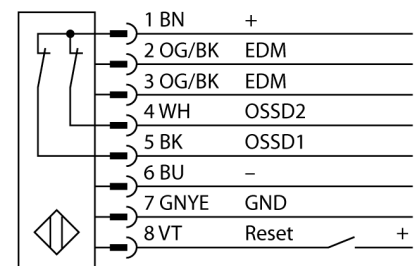 1 BN +
2 OG/BK EDM
3 OG/BK EDM
4 WH OSSD2
5 BK OSSD1
6 BU –
7 GNYE GND
8 VT Reset +